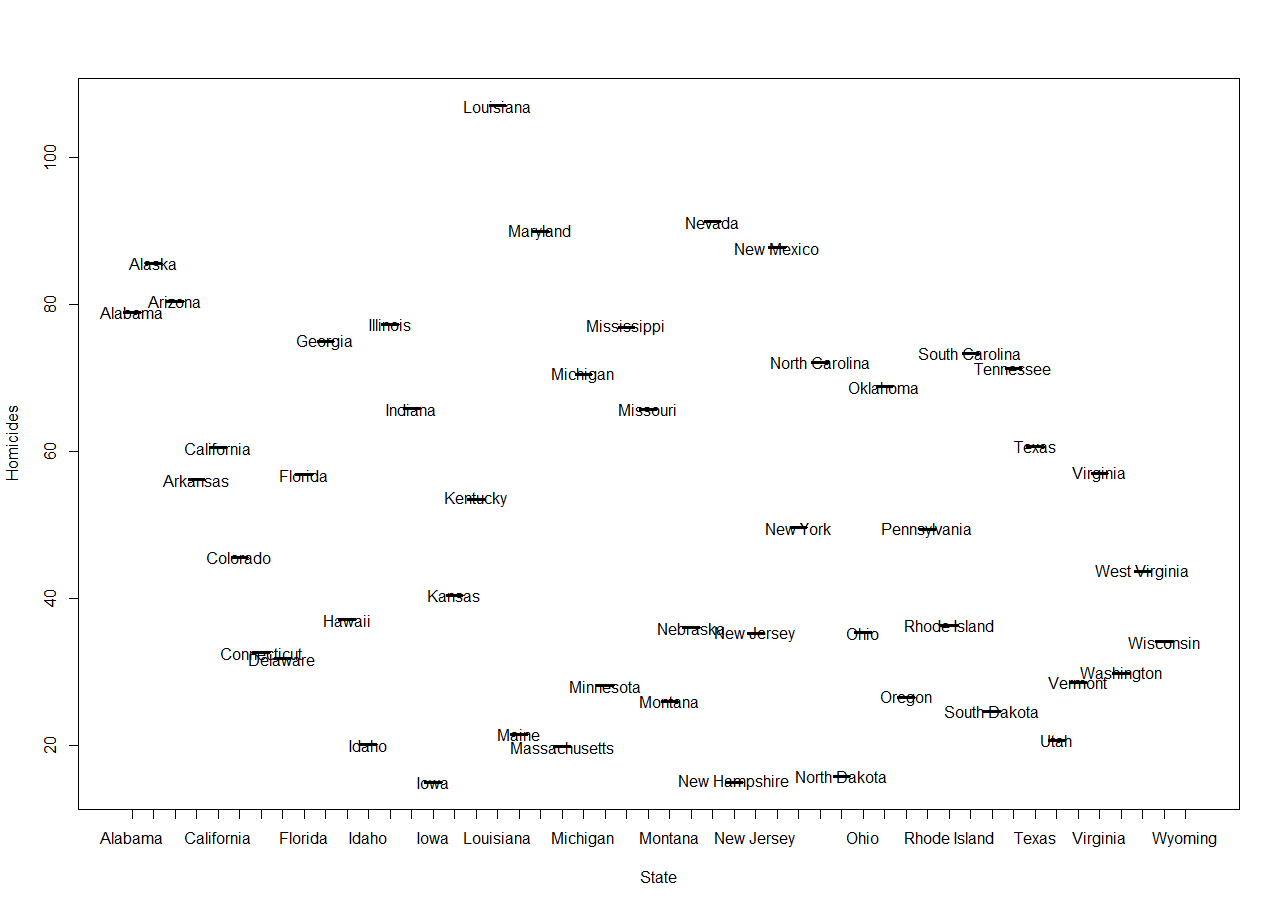 Louisiana
100
Nevada
Maryland
New Mexico
Alaska
Arizona
80
Alabama
Illinois
Mississippi
Georgia
South Carolina
North Carolina
Tennessee
Michigan
Oklahoma
Indiana
Missouri
California
Texas
60
Virginia
Florida
Arkansas
Kentucky
Homicides
New York
Pennsylvania
Colorado
West Virginia
Kansas
40
Hawaii
Rhode Island
Nebraska
New Jersey
Ohio
Wisconsin
Connecticut
Delaware
Washington
Vermont
Minnesota
Oregon
Montana
South Dakota
Utah
Maine
20
Idaho
Massachusetts
North Dakota
New Hampshire
Iowa
Alabama California Florida Idaho Iowa Louisiana Michigan Montana New Jersey Ohio Rhode Island Texas Virginia Wyoming
State